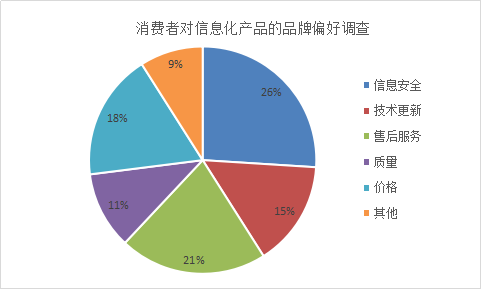 消费者对信息化产品的品牌偏好调查
26%
15%
21%
11%
18%
9%
信息安全
技术更新
售后服务
质量
价格
其他